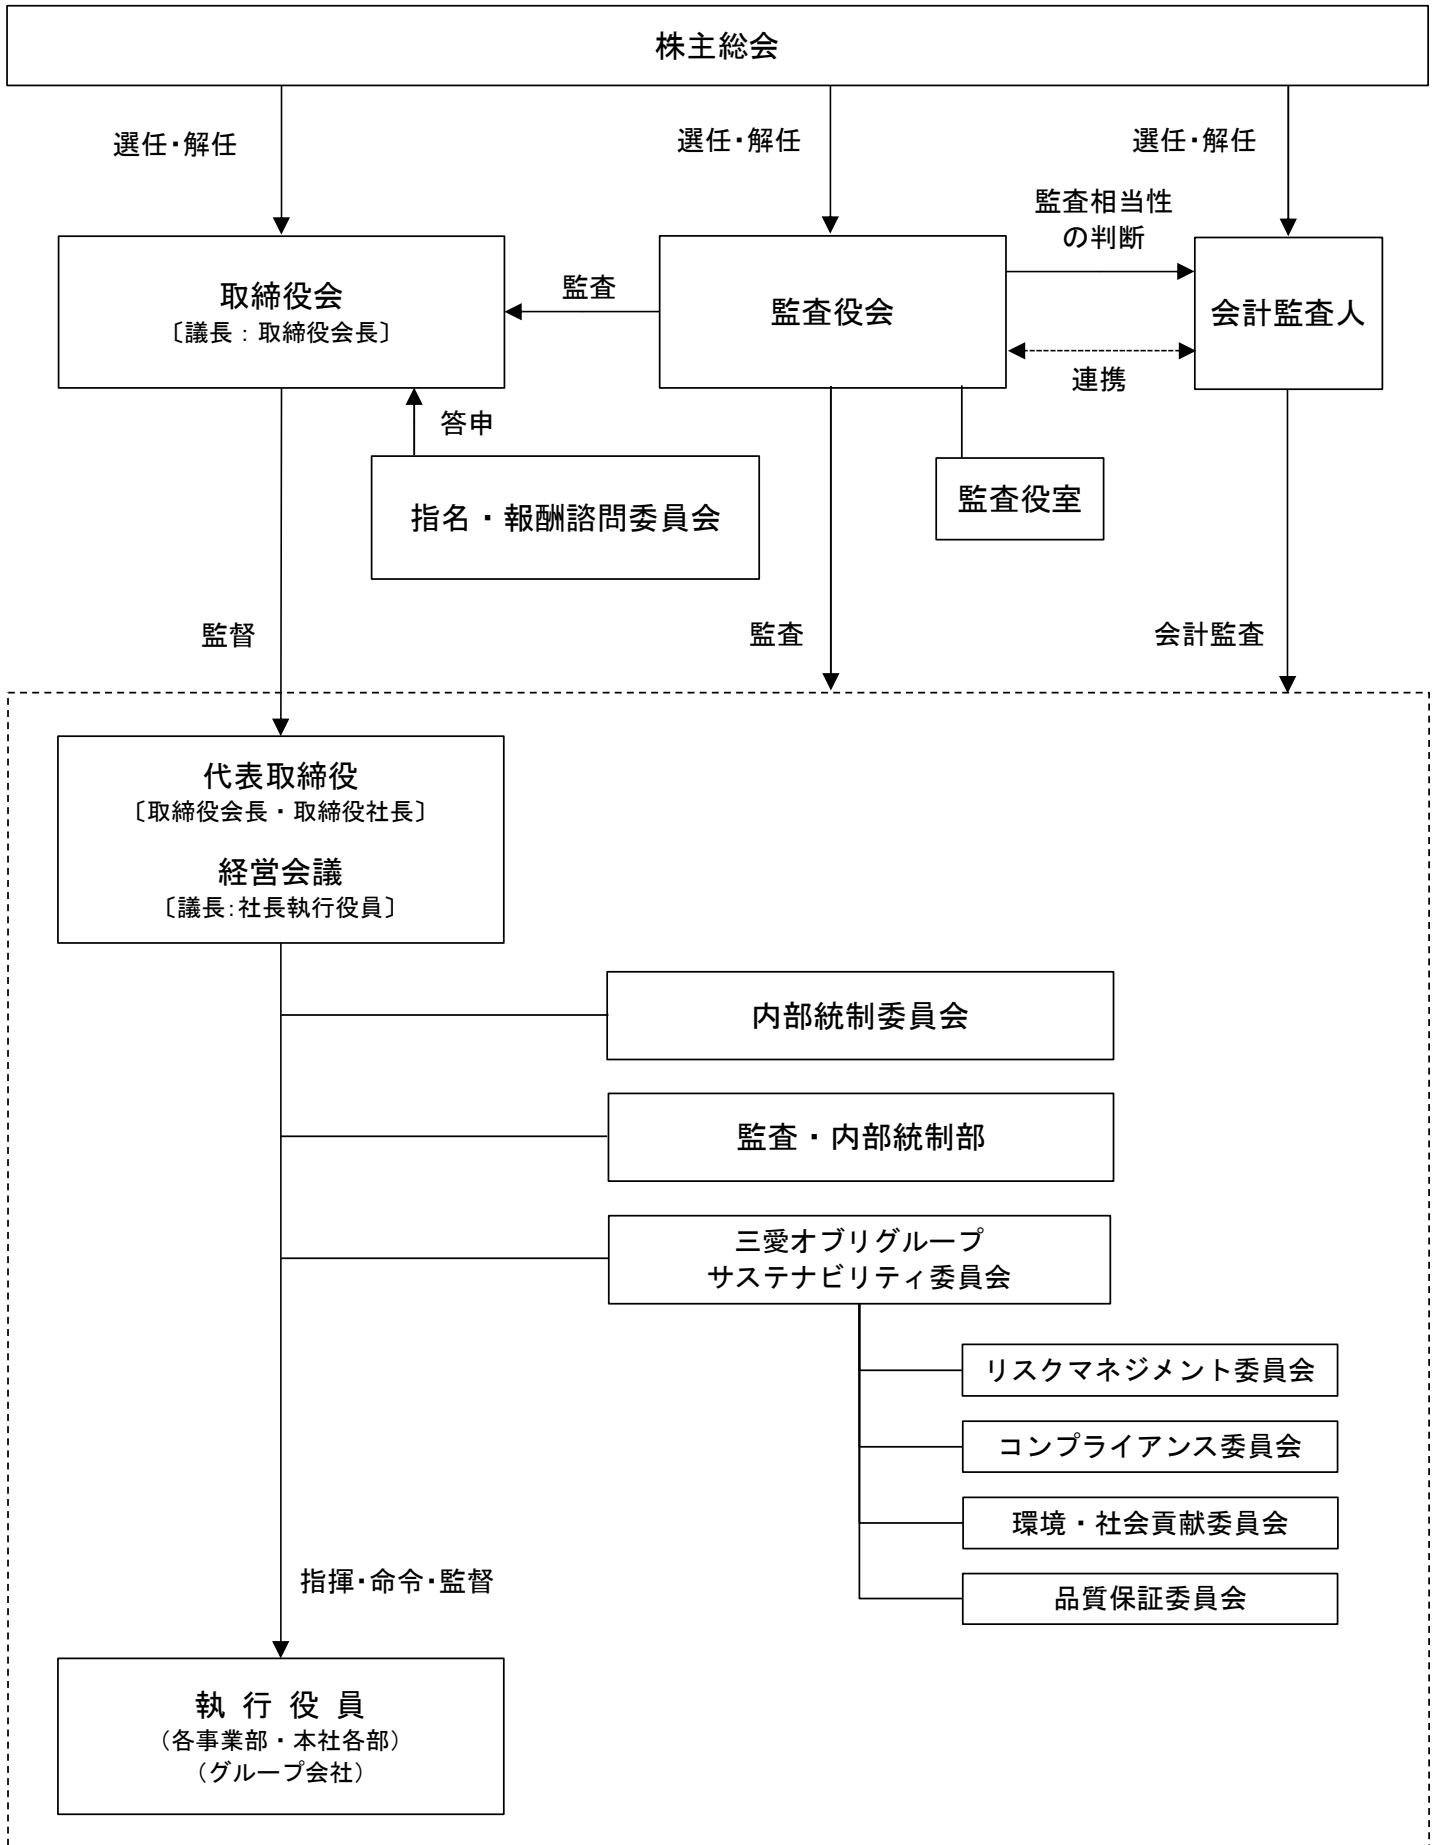 株主総会
選任・解任
選任・解任
選任・解任
監査相当性
の判断
取締役会
〔議長：取締役会長〕
監査
監査役会
会計監査人
連携
答申
指名・報酬諮問委員会
監査役室
監督
監査
会計監査
代表取締役
〔取締役会長・取締役社長〕
経営会議
〔議長：社長執行役員〕
内部統制委員会
監査・内部統制部
三愛オブリグループ
サステナビリティ委員会
リスクマネジメント委員会
コンプライアンス委員会
環境・社会貢献委員会
品質保証委員会
指揮・命令・監督
執 行 役 員
（各事業部・本社各部）
（グループ会社）